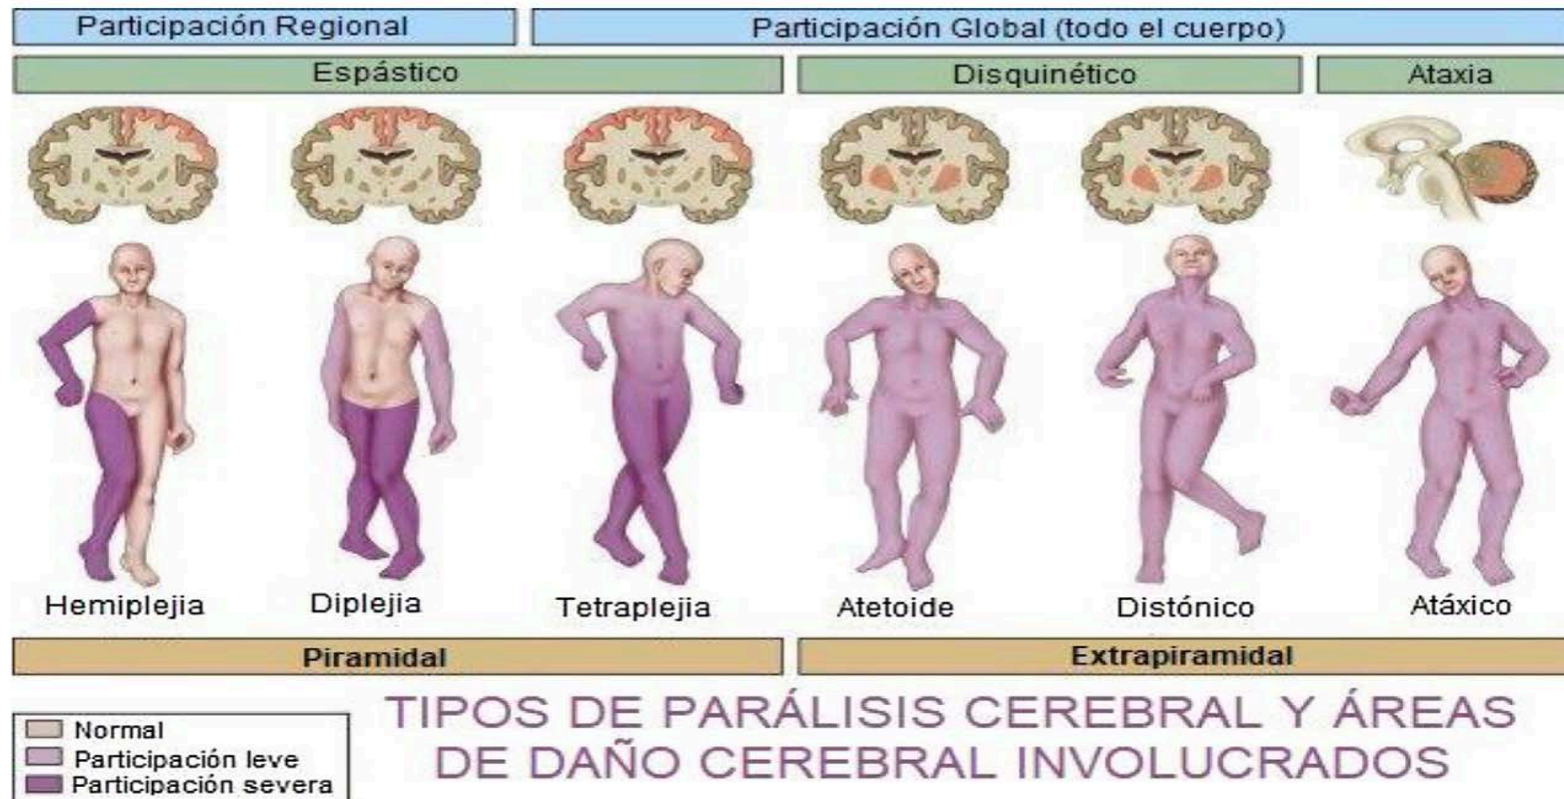 Participación Regional
Participación Global (todo el cuerpo)
Espástico
Disquinético
Ataxia
Hemiplejia
Diplejia
Tetraplejia
Atetoide
Distónico
Atáxico
Piramidal
Extrapiramidal
Normal
Participación leve
Participación severa
TIPOS DE PARÁLISIS CEREBRAL Y ÁREAS
DE DAÑO CEREBRAL INVOLUCRADOS